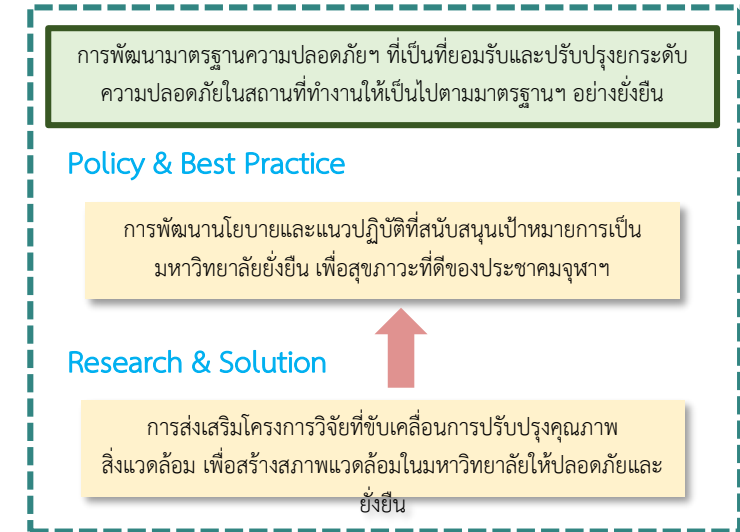 การพัฒนามาตรฐานความปลอดภัยฯ ที่เป็นที่ยอมรับและปรับปรุงยกระดับ
ความปลอดภัยในสถานที่ทำงานให้เป็นไปตามมาตรฐานฯ อย่างยั่งยืน
Policy & Best Practice
การพัฒนานโยบายและแนวปฏิบัติที่สนับสนุนเป้าหมายการเป็น
มหาวิทยาลัยยั่งยืน เพื่อสุขภาวะที่ดีของประชาคมจุฬาฯ
Research & Solution
การส่งเสริมโครงการวิจัยที่ขับเคลื่อนการปรับปรุงคุณภาพ
สิ่งแวดล้อม เพื่อสร้างสภาพแวดล้อมในมหาวิทยาลัยให้ปลอดภัยและ
ยั่งยืน